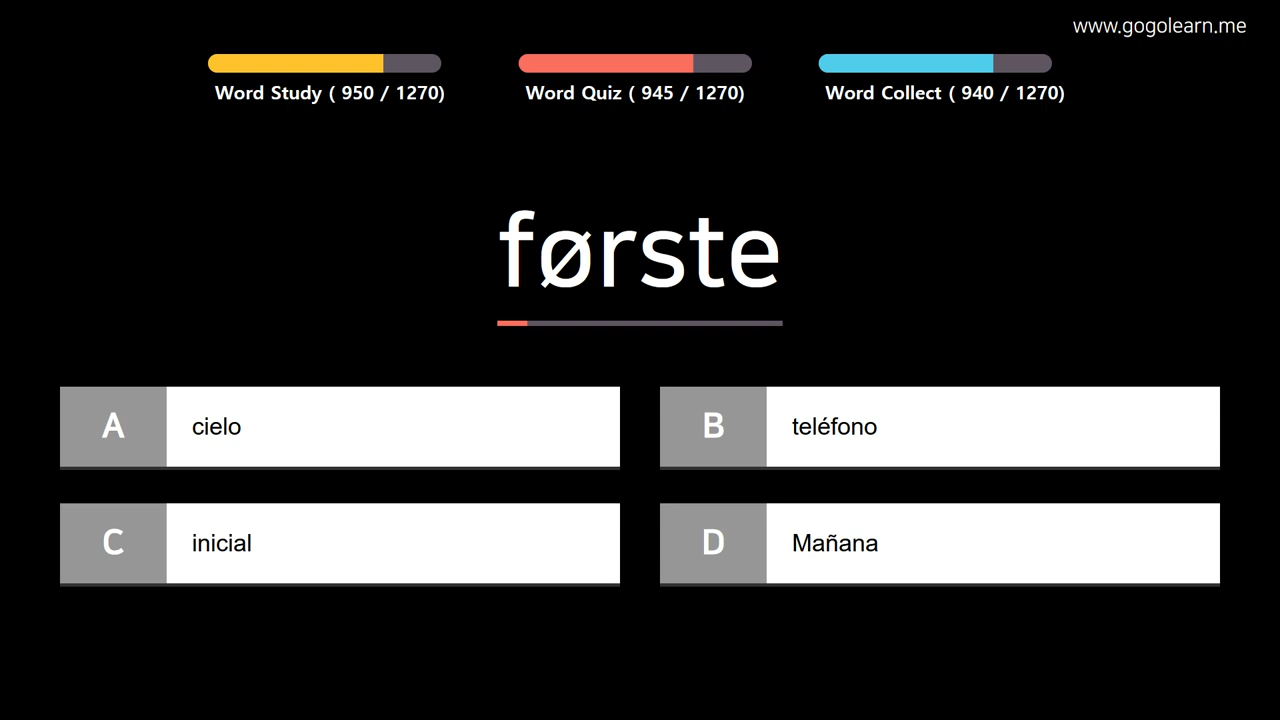 www.gogolearn.me
Word Study ( 950 / 1270)
Word Quiz ( 945 / 1270)
Word Collect ( 940 / 1270)
første
A
cielo
B
teléfono
C
inicial
D
Mañana